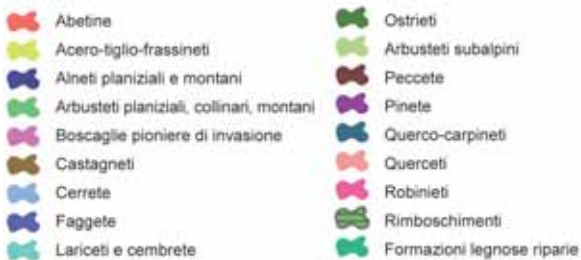 Abetine
Acero-tiglio-frassineti
Alneti planiziali e montani
Arbusteti planiziali, collinari, montani
Boscaglie pioniere di invasione
Castagneti
Cerrete
Faggete
Lariceti e cembrete
Ostrieti
Arbusteti subalpini
Peccete
Pinete
Querco-carpineti
Querceti
Robinieti
Rimboschimenti
Formazioni legnose riparie